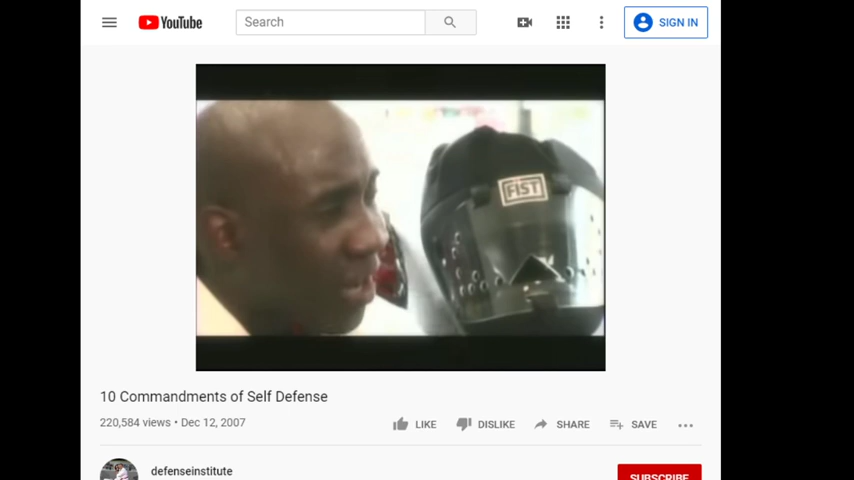 YouTube
Search
SIGN IN
FIST
10 Commandments of Self Defense
220,584 views • Dec 12, 2007
LIKE
DISLIKE
SHARE
SAVE
defenseinstitute
SUBSCRIBE